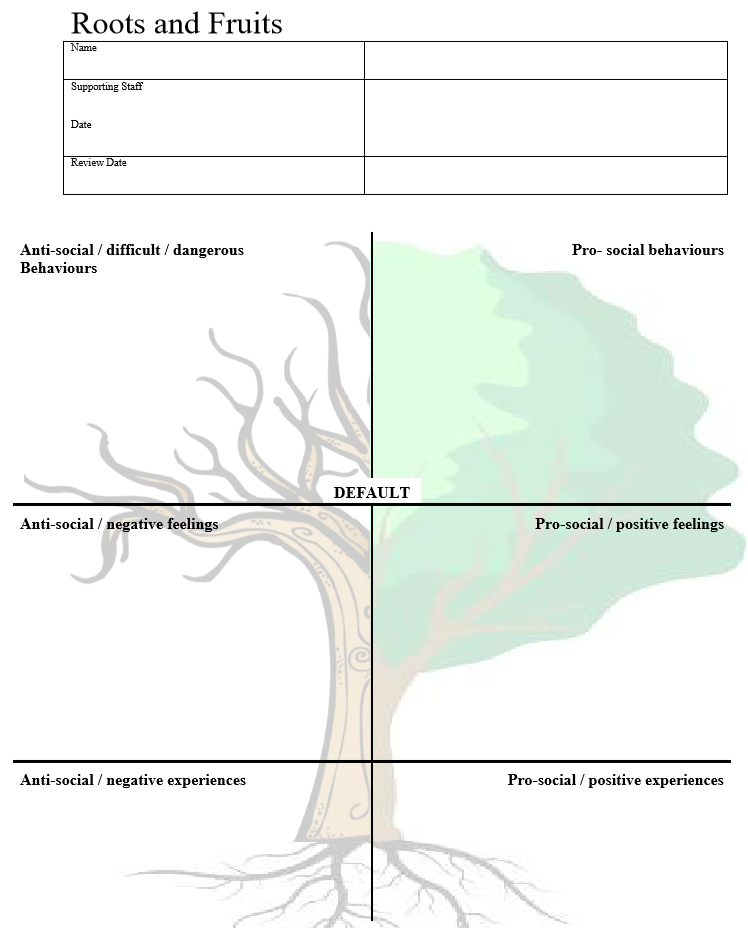 Roots and Fruits
Name
Supporting Staff
Date
Review Date
Anti-social / difficult / dangerous
Behaviours
Pro- social behaviours
DEFAULT
Anti-social / negative feelings
Pro-social / positive feelings
Anti-social / negative experiences
Pro-social / positive experiences